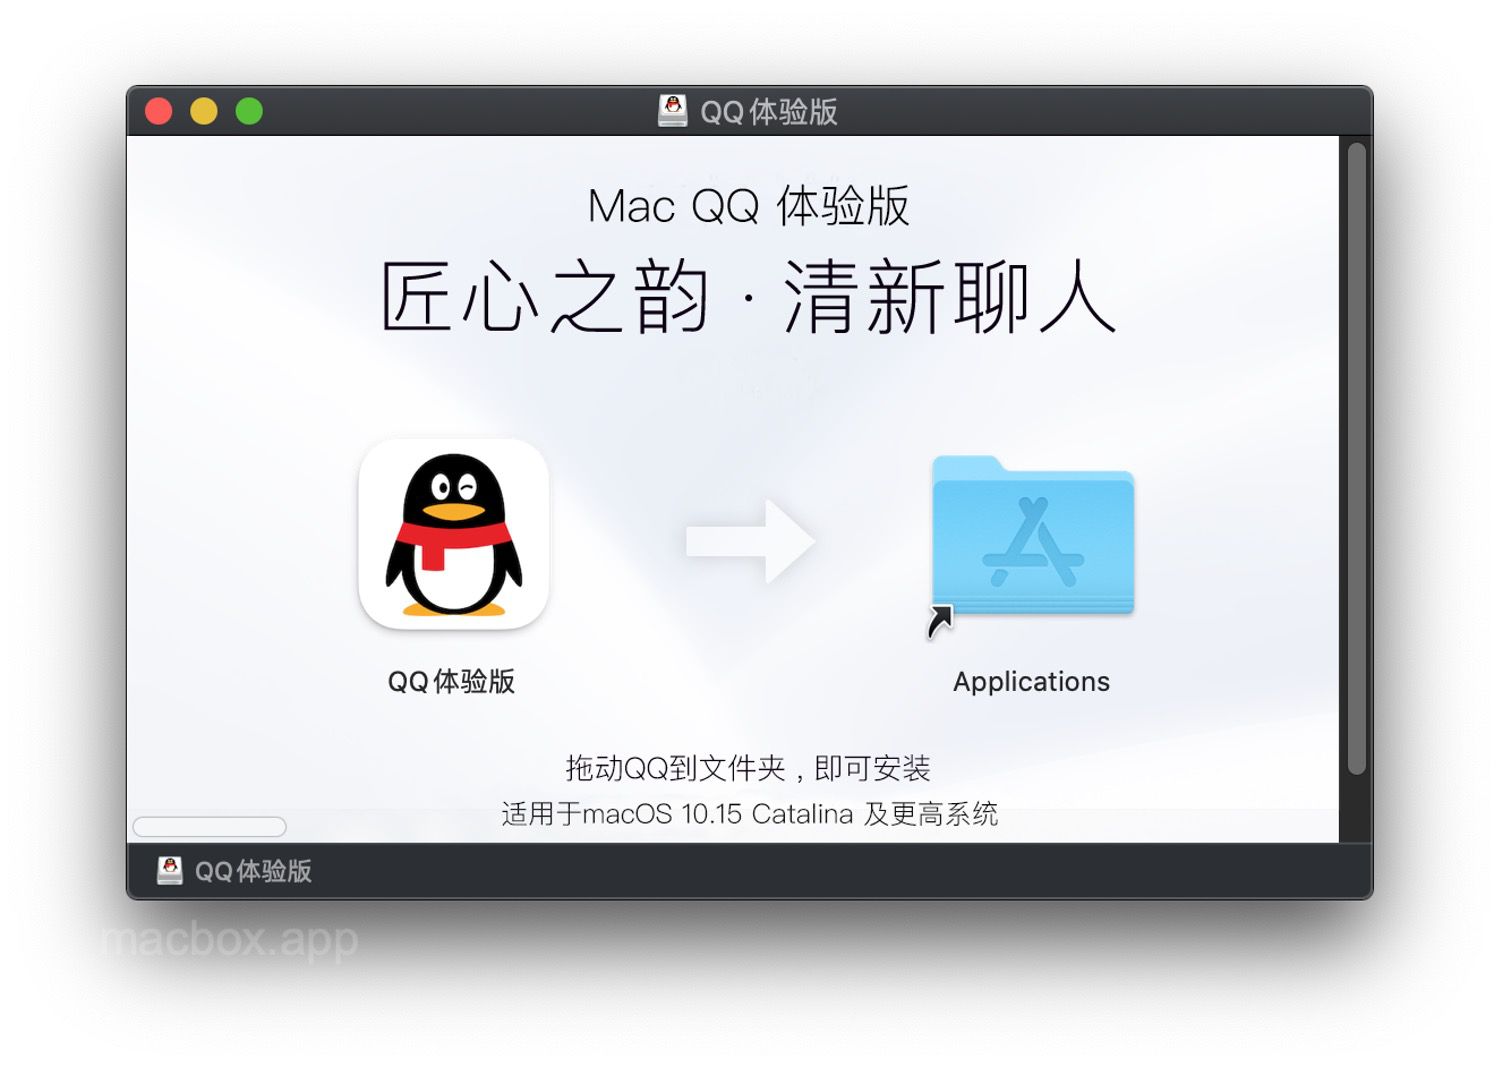 QQ体验版
Mac QQ 体验版
匠心之韵·清新聊人
QQ体验版
Applications
拖动QQ到文件夹，即可安装
适用于macOS 10.15 Catalina 及更高系统
QQ体验版
macbox.app